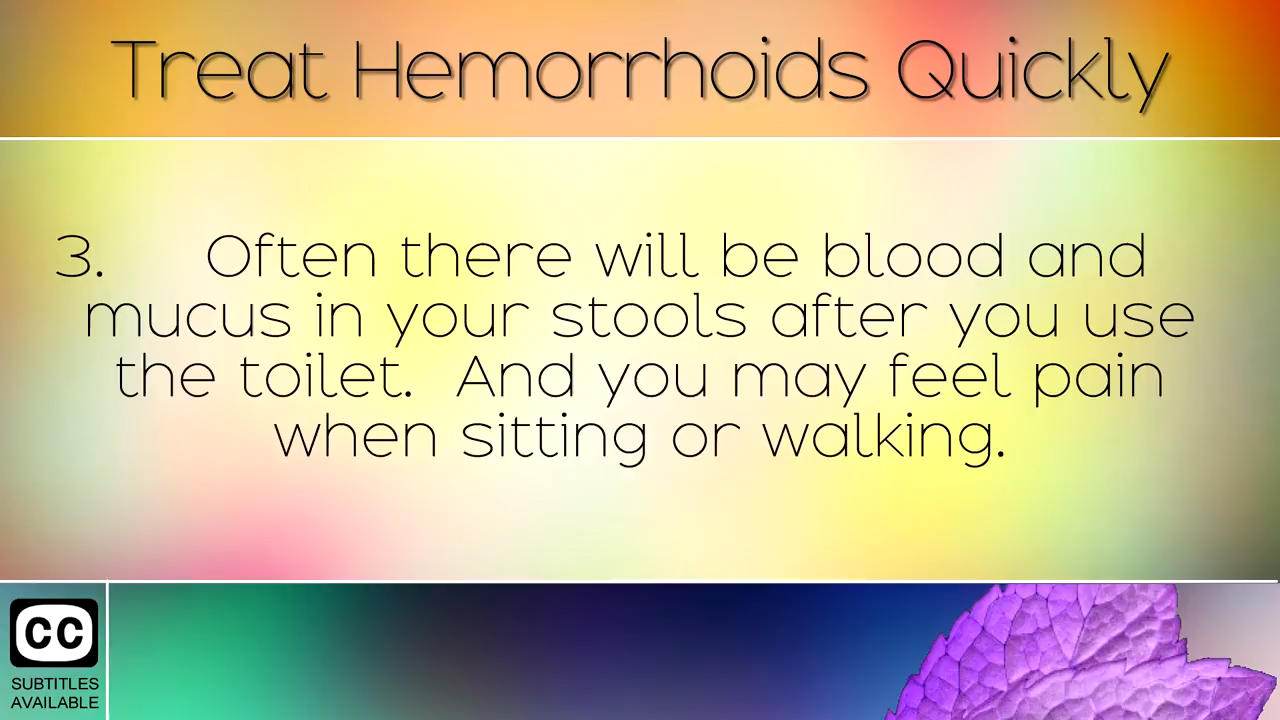 Treat Hemorrhoids Quickly
3. Often there will be blood and
mucus in your stools after you use
the toilet. And you may feel pain
when sitting or walking.
CC
SUBTITLES
AVAILABLE